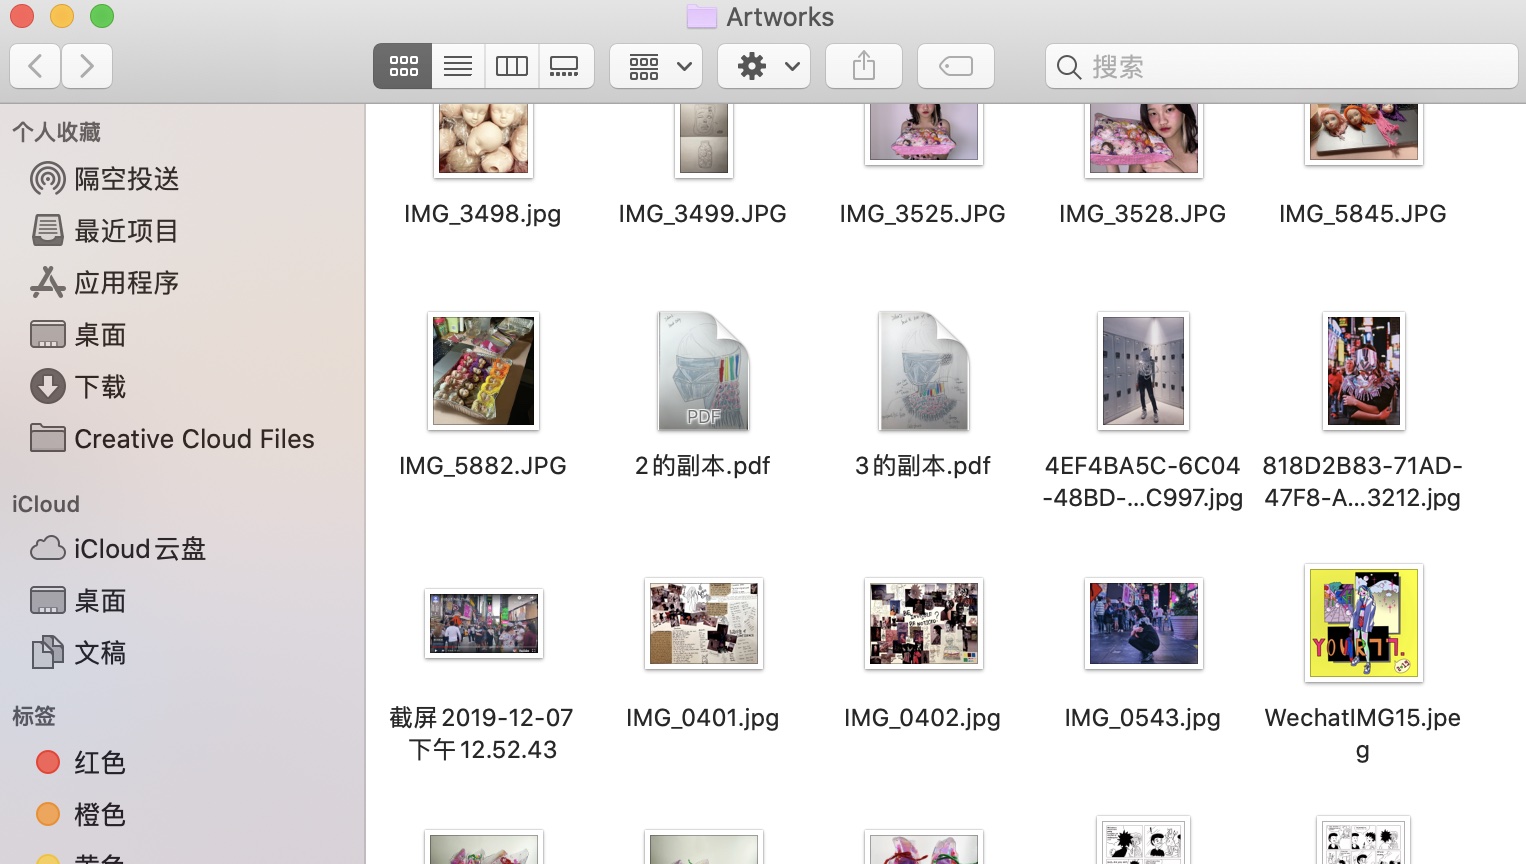 Artworks
搜索
个人收藏
隔空投送
最近项目
应用程序
桌面
下载
Creative Cloud Files
iCloud
iCloud云盘
桌面
文稿
标签
红色
橙色
黄色
IMG_3498.jpg
IMG_3499.JPG
IMG_3525.JPG
IMG_3528.JPG
IMG_5845.JPG
IMG_5882.JPG
PDF
2的副本.pdf
3的副本.pdf
4EF4BA5C-6C04
-48BD-...C997.jpg
818D2B83-71AD-
47F8-A...3212.jpg
截屏2019-12-07
下午12.52.43
IMG_0401.jpg
IMG_0402.jpg
IMG_0543.jpg
YOUR77.
WechatIMG15.jpe
g